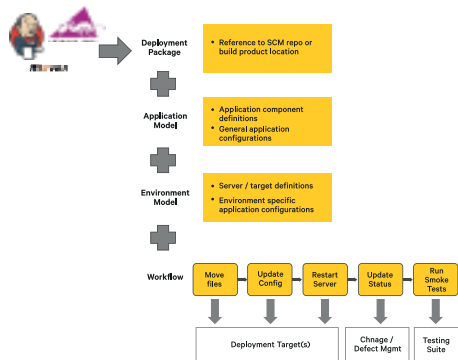 Deployment
Package
• Reference to SCM repo or
build product location
Application
Model
• Application component
definitions
• General application
configurations
Environment
Model
• Server / target definitions
• Environment specific
application configurations
Workflow
Move
files
Update
Config
Restart
Server
Update
Status
Run
Smoke
Tests
Deployment Target(s)
Chnage /
Defect Mgmt
Testing
Suite